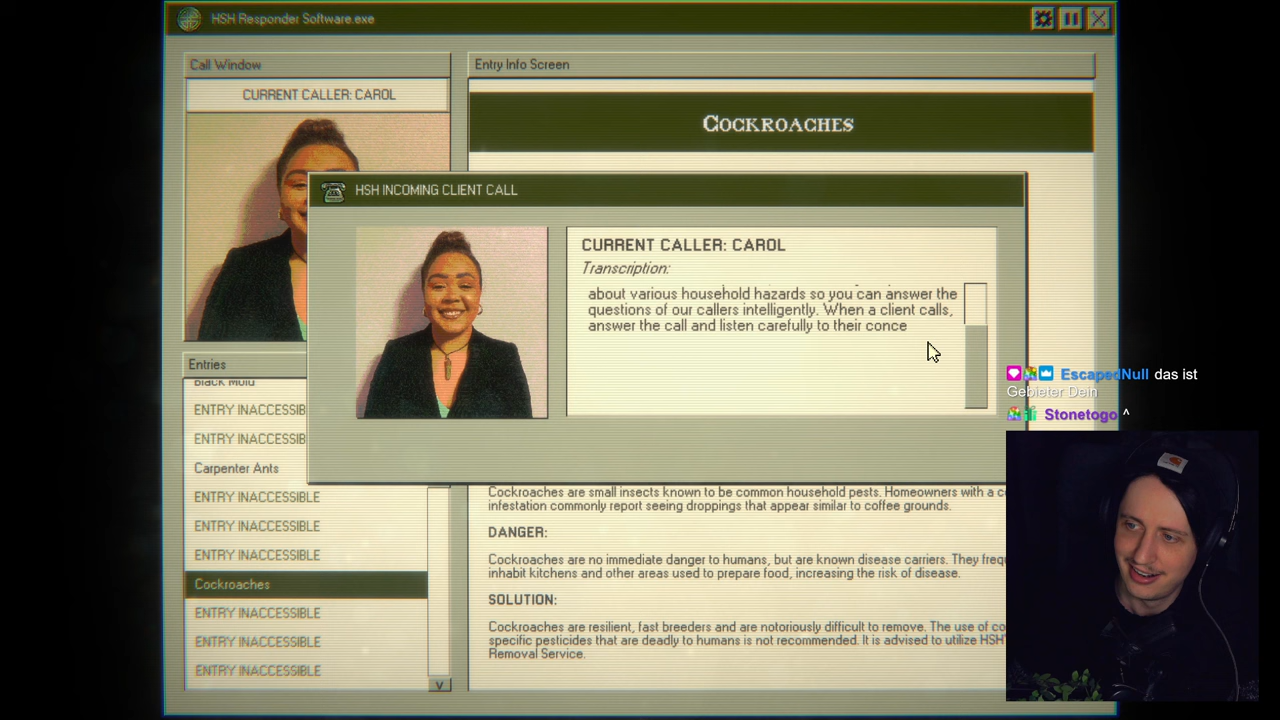 HSH Responder Software.exe
Call Window
CURRENT CALLER: CAROL
Entry Info Screen
COCKROACHES
HSH INCOMING CLIENT CALL
CURRENT CALLER: CAROL
Transcription:
about various household hazards so you can answer the
questions of our callers intelligently. When a client calls,
answer the call and listen carefully to their conce
Entries
Black Mold
ENTRY INACCESSIB
ENTRY INACCESSIB
Carpenter Ants
ENTRY INACCESSIBLE
ENTRY INACCESSIBLE
ENTRY INACCESSIBLE
Cockroaches
ENTRY INACCESSIBLE
ENTRY INACCESSIBLE
ENTRY INACCESSIBLE
V
Cockroaches are small insects known to be common household pests. Homeowners with a co
infestation commonly report seeing droppings that appear similar to coffee grounds.
DANGER:
Cockroaches are no immediate danger to humans, but are known disease carriers. They freq
inhabit kitchens and other areas used to prepare food, increasing the risk of disease.
SOLUTION:
Cockroaches are resilient, fast breeders and are notoriously difficult to remove. The use of co
specific pesticides that are deadly to humans is not recommended. It is advised to utilize HSH'
Removal Service.
EscapedNull das ist
Gebieter Dein
Stonetogo ^